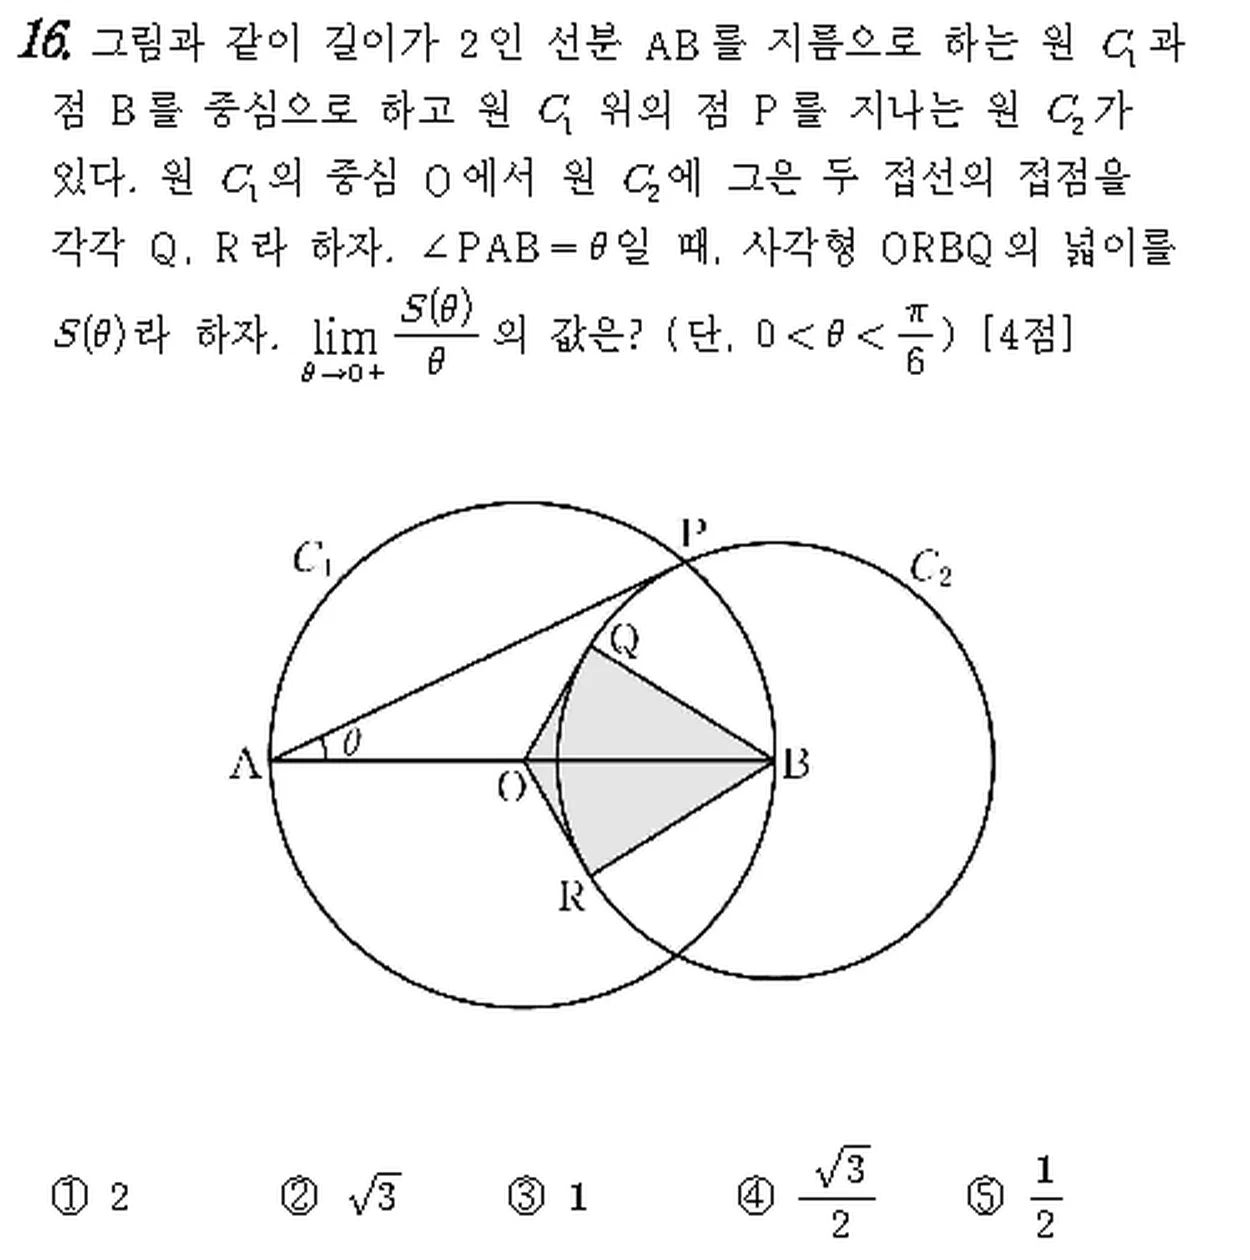 16. 그림과 같이 길이가 2인 선분 AB를 지름으로 하는 원 C₁과
점 B를 중심으로 하고 원 C₁ 위의 점 P를 지나는 원 C₂가
있다. 원 C₁의 중심 O에서 원 C₂에 그은 두 접선의 접점을
각각 Q, R라 하자. ∠PAB=θ일 때, 사각형 ORBQ의 넓이를
S(θ)라 하자. lim_{θ→0+} S(θ)/θ 의 값은? (단, 0<θ<π/6) [4점]
C₁
P
C₂
Q
A
θ
O
B
R
① 2 ② √3 ③ 1 ④ √3/2 ⑤ 1/2